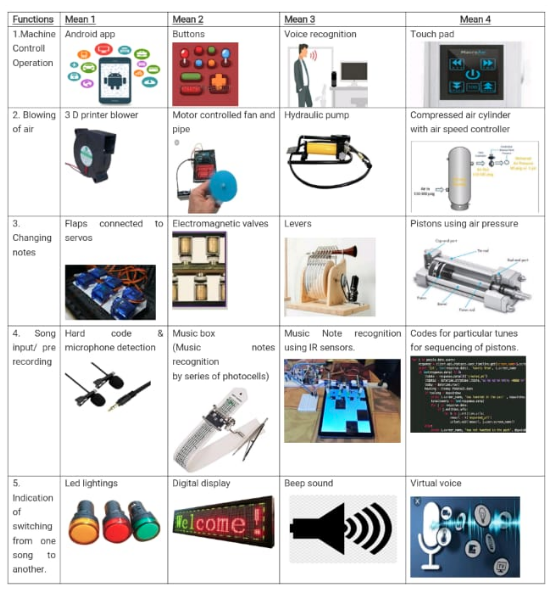 Functions Mean 1 Mean 2 Mean 3 Mean 4
1.Machine Controll Operation
Android app
Buttons
Voice recognition
Touch pad
2. Blowing of air
3 D printer blower
Motor controlled fan and pipe
Hydraulic pump
Compressed air cylinder with air speed controller
3. Changing notes
Flaps connected to servos
Electromagnetic valves
Levers
Pistons using air pressure
4. Song input/ pre recording
Hard code & microphone detection
Music box
(Music notes recognition
by series of photocells)
Music Note recognition using IR sensors.
Codes for particular tunes for sequencing of pistons.
5. Indication of switching from one song to another.
Led lightings
Digital display
Welcome!
Beep sound
Virtual voice